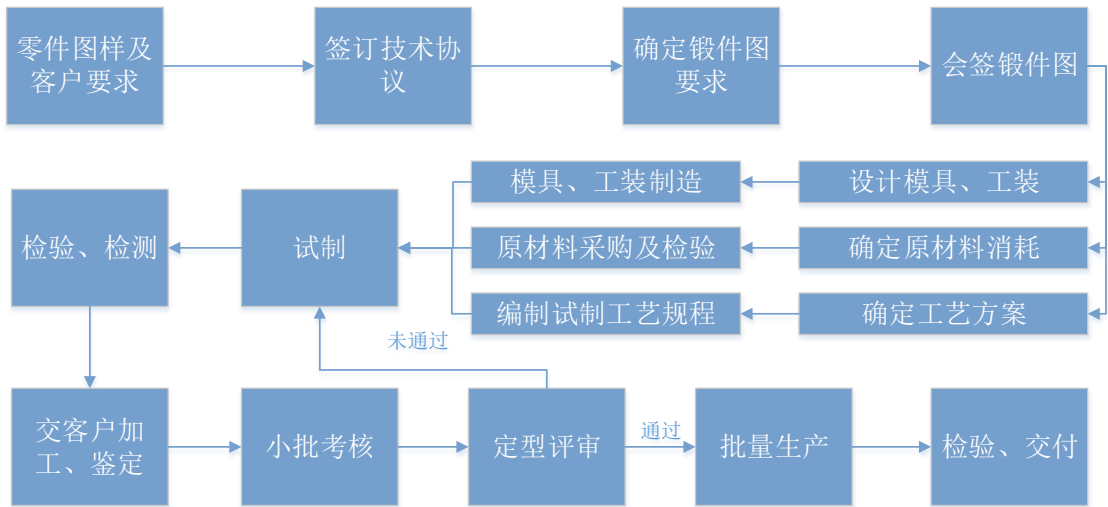 零件图样及
客户要求
签订技术协
议
确定锻件图
要求
会签锻件图
模具、工装制造
设计模具、工装
检验、检测
试制
原材料采购及检验
确定原材料消耗
编制试制工艺规程
确定工艺方案
未通过
交客户加
工、鉴定
小批考核
定型评审
通过
批量生产
检验、交付